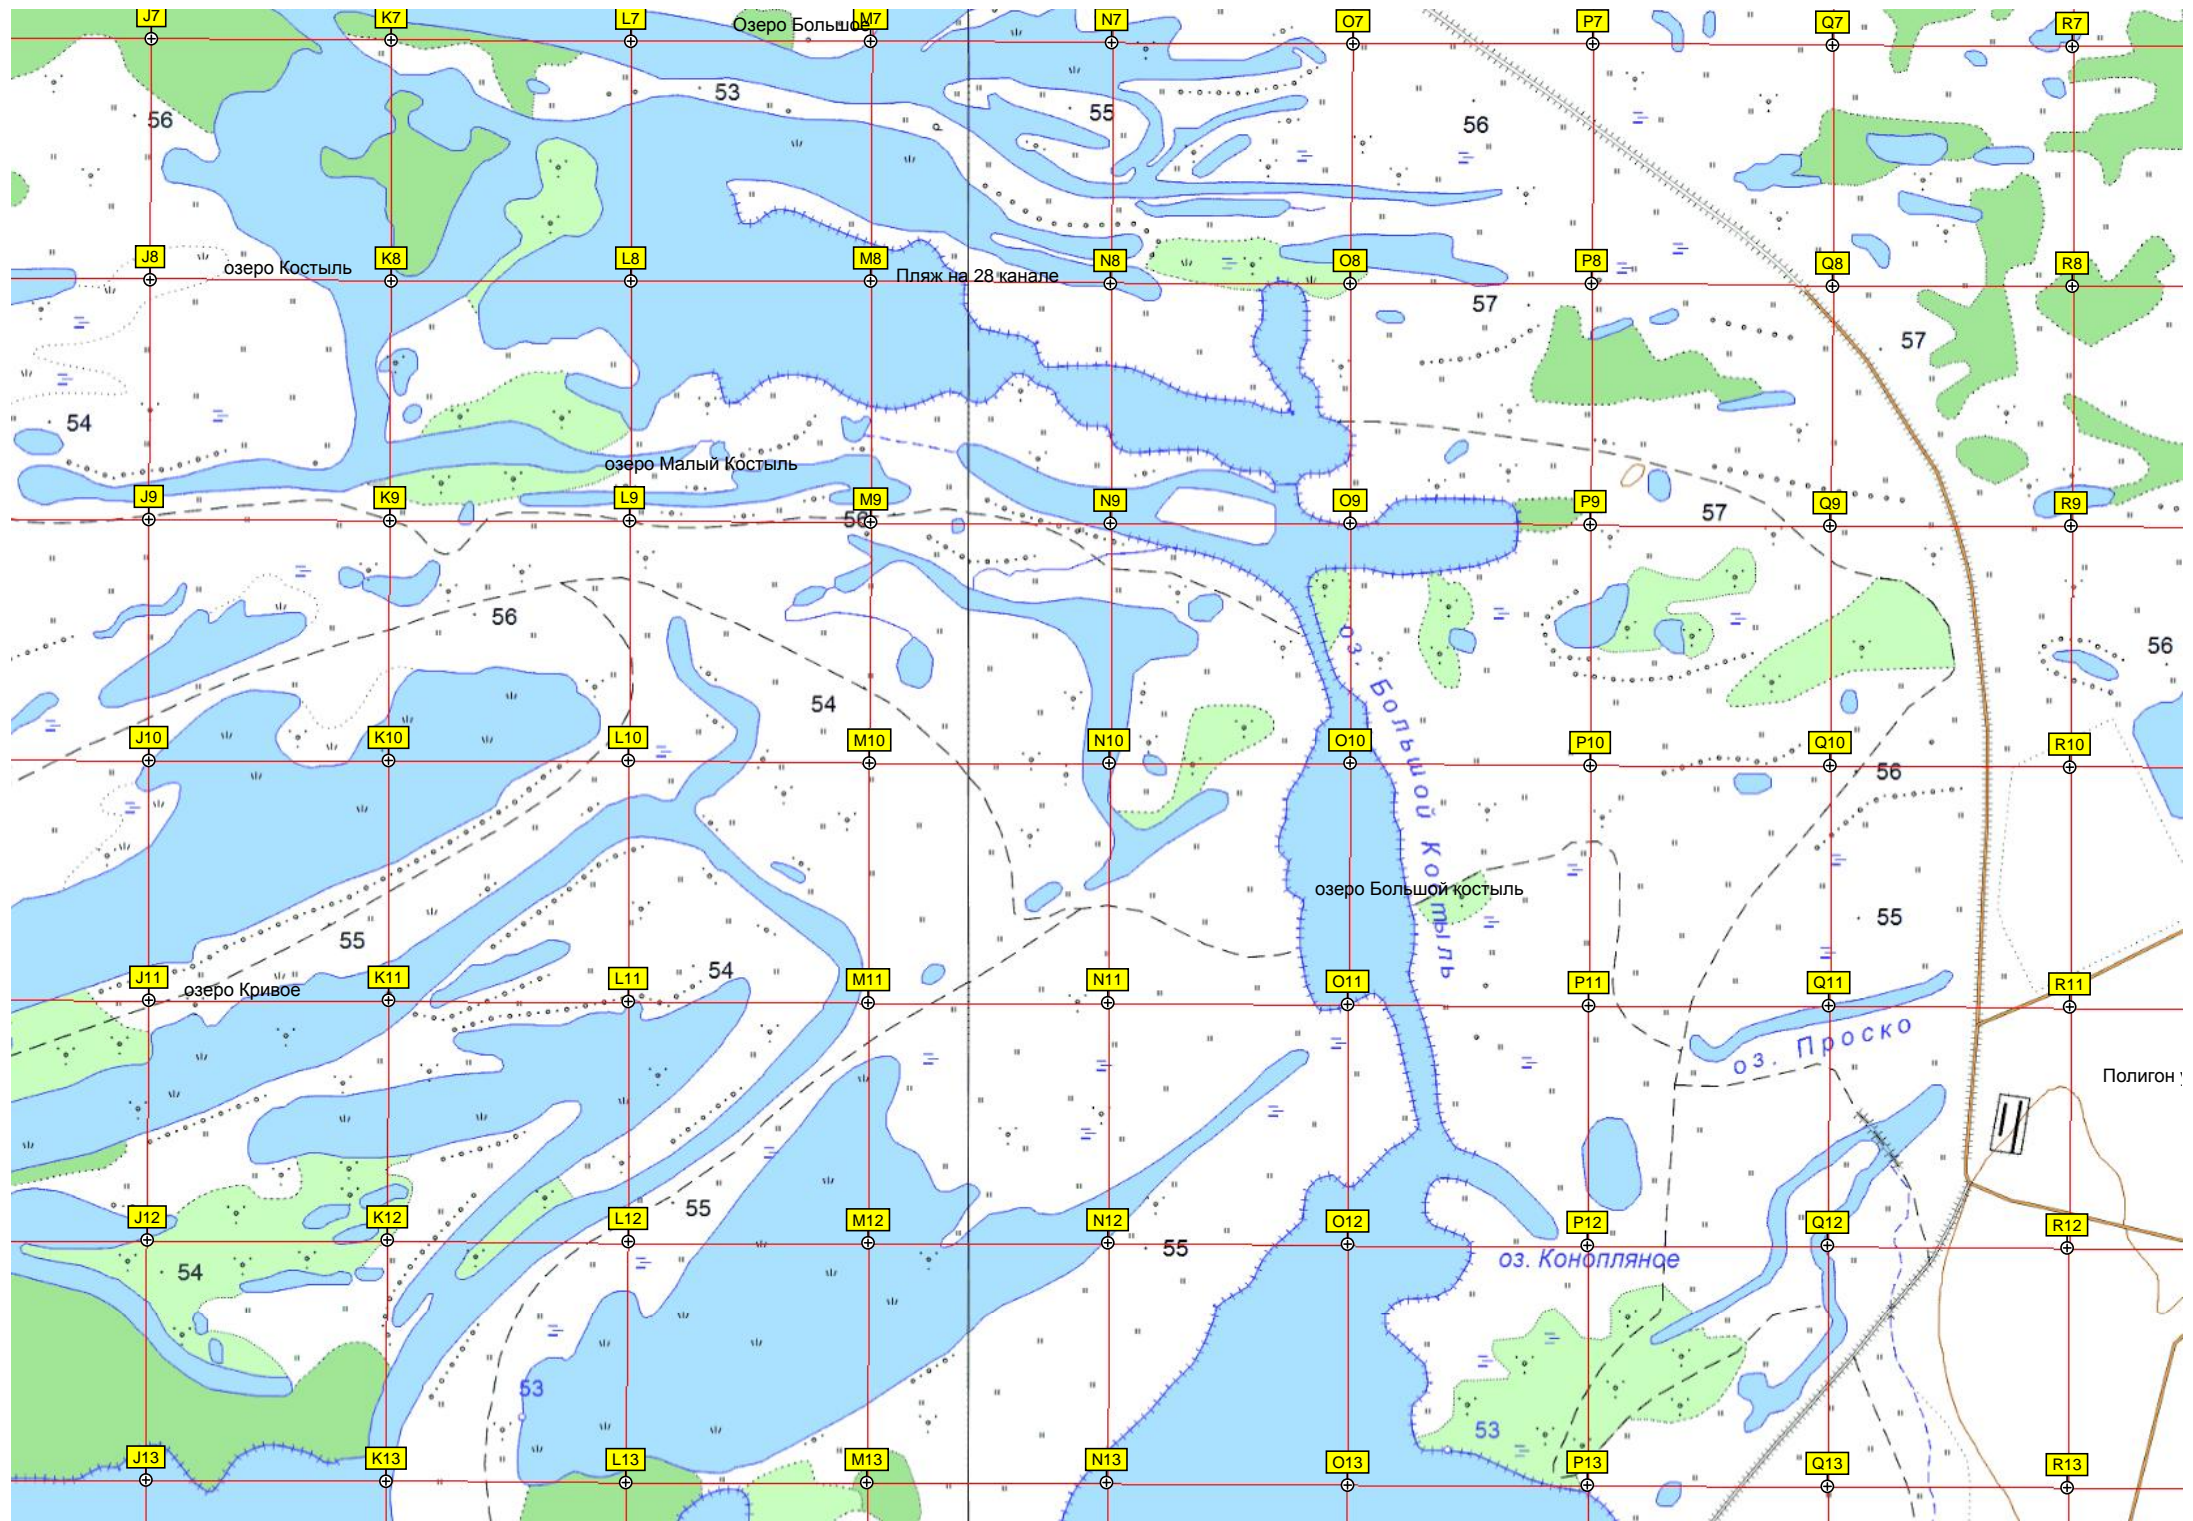 J7 K7 L7 Озеро Большое M7 N7 O7 P7 Q7 R7
53
55
56
56
J8 озеро Костыль K8 L8 M8 Пляж на 28 канале N8 O8 P8 Q8 R8
57
57
54
озеро Малый Костыль
J9 K9 L9 M9 N9 O9 P9 Q9 R9
56
57
56
56
54
оз. Большой Костыль
J10 K10 L10 M10 N10 O10 P10 Q10 R10
56
озеро Большой костыль
55
55
54
J11 озеро Кривое K11 L11 M11 N11 O11 P11 Q11 R11
оз. Проско
Полигон
55
J12 K12 L12 M12 N12 O12 P12 Q12 R12
55
оз. Конопляное
54
53
53
J13 K13 L13 M13 N13 O13 P13 Q13 R13